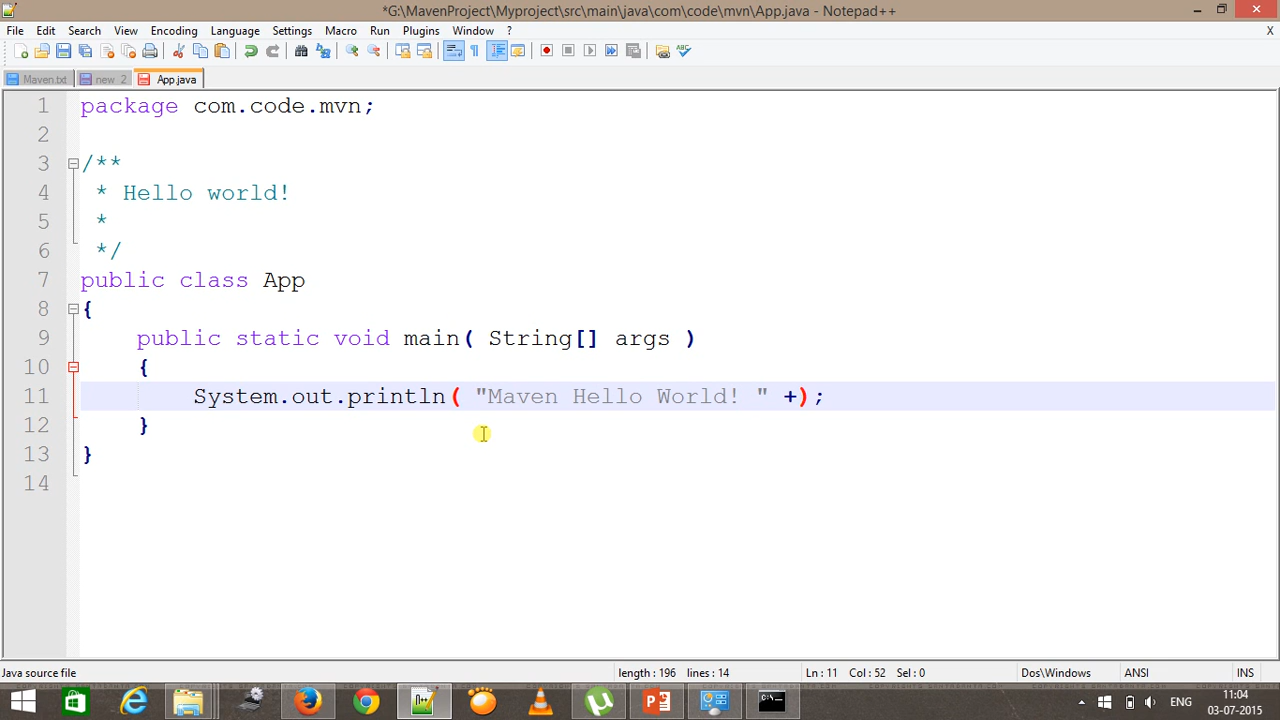 *G:\MavenProject\Myproject\src\main\java\com\code\mvn\App.java - Notepad++
File Edit Search View Encoding Language Settings Macro Run Plugins Window ? X
Maven.txt new 2 App.java
1 package com.code.mvn;
2
3 /**
4 * Hello world!
5 *
6 */
7 public class App
8 {
9 public static void main( String[] args )
10 {
11 System.out.println( "Maven Hello World! " +);
12 }
13 }
14
Java source file length : 196 lines : 14 Ln : 11 Col : 52 Sel : 0 Dos\Windows ANSI INS
ENG 11:04
03-07-2015